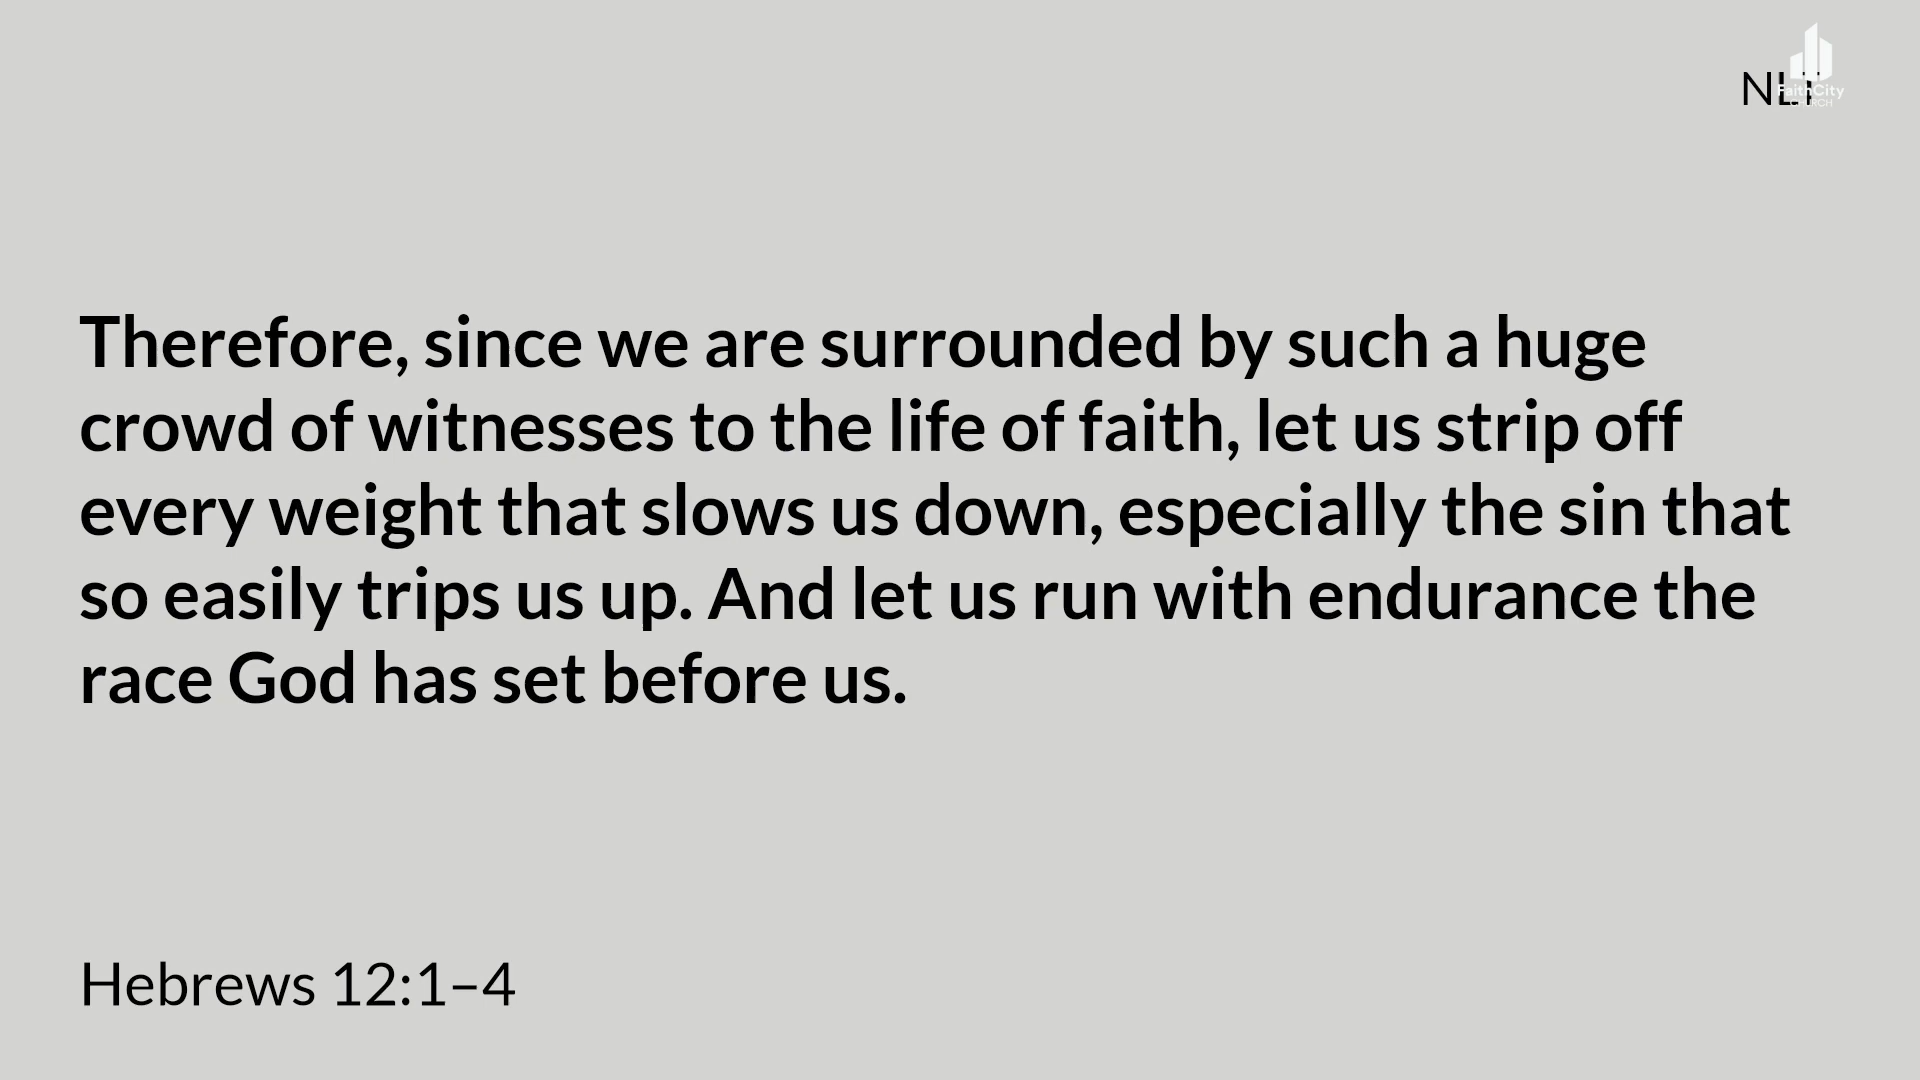 NLT
FaithCity
CHURCH
Therefore, since we are surrounded by such a huge
crowd of witnesses to the life of faith, let us strip off
every weight that slows us down, especially the sin that
so easily trips us up. And let us run with endurance the
race God has set before us.
Hebrews 12:1–4